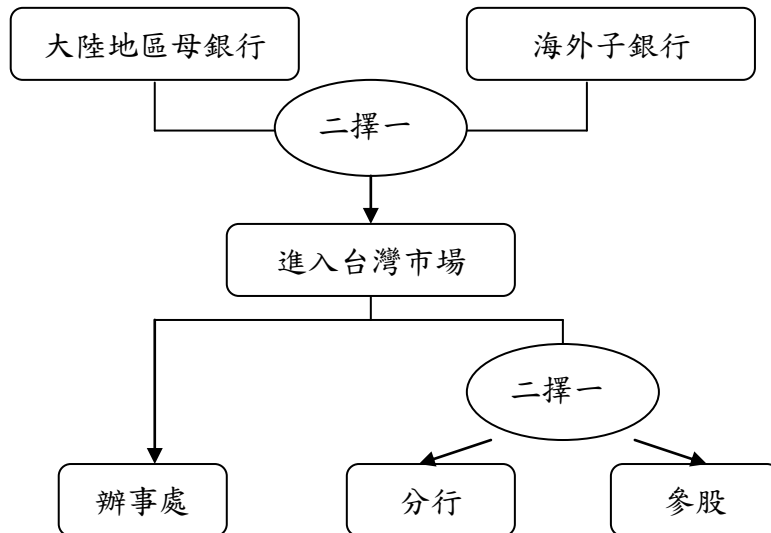 大陸地區母銀行
海外子銀行
二擇一
進入台灣市場
二擇一
辦事處
分行
參股